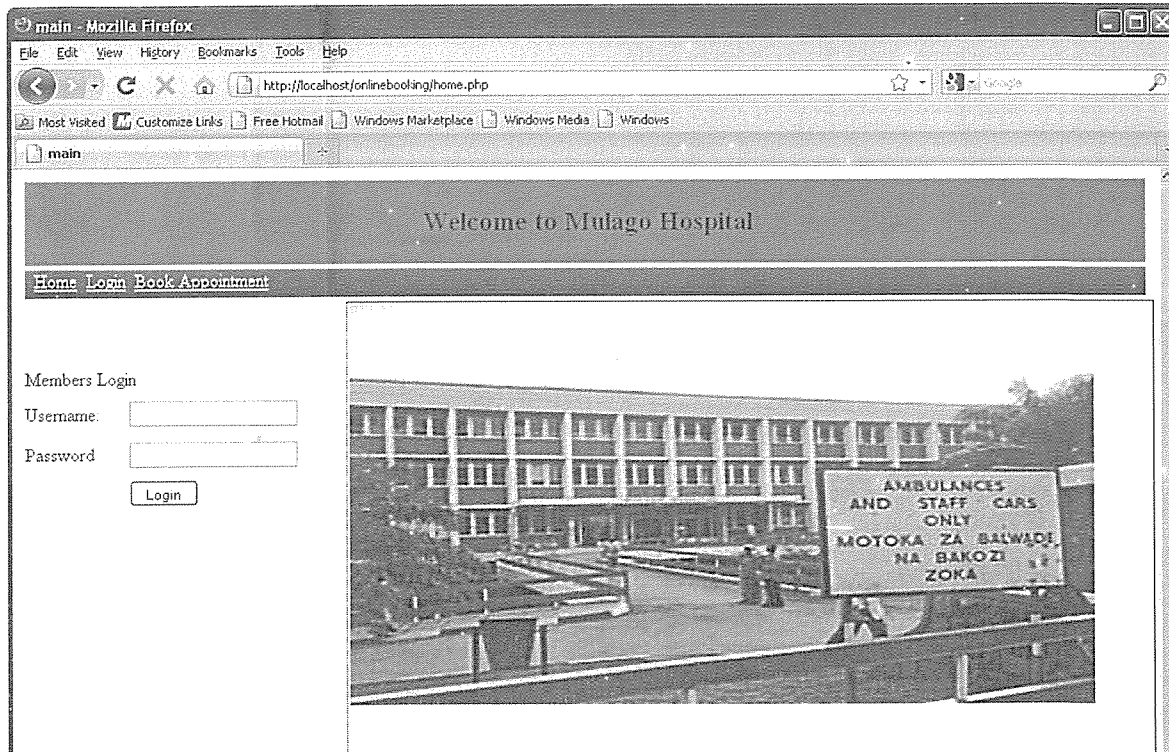 main - Mozilla Firefox
File Edit View History Bookmarks Tools Help
http://localhost/onlinebooking/home.php
Google
Most Visited Customize Links Free Hotmail Windows Marketplace Windows Media Windows
main
Welcome to Mulago Hospital
Home Login Book Appointment
Members Login
Username:
Password
Login
AMBULANCES
AND STAFF CARS
ONLY
MOTOKA ZA BALWADE
NA BAKOZI
ZOKA